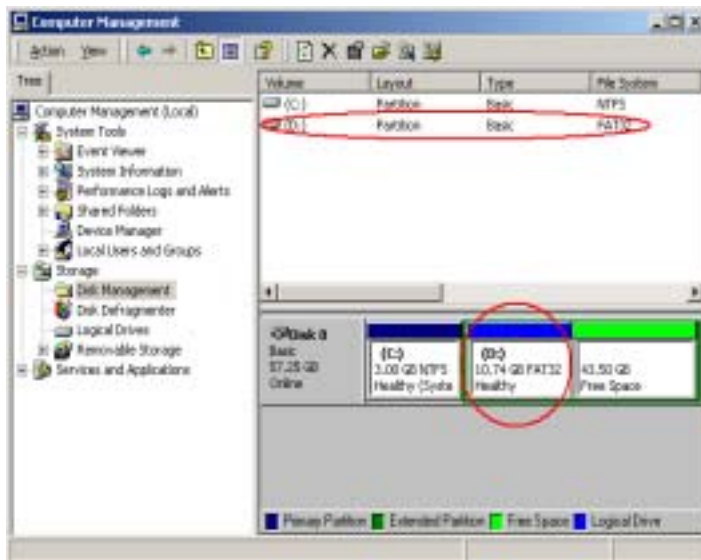 Computer Management
Action View
Tree
Computer Management (Local)
System Tools
Event Viewer
System Information
Performance Logs and Alerts
Shared Folders
Device Manager
Local Users and Groups
Storage
Disk Management
Disk Defragmenter
Logical Drives
Removable Storage
Services and Applications
Volume Layout Type File System
(C:) Partition Basic NTFS
(D:) Partition Basic FAT32
Disk 0
Basic
57.25 GB
Online
(C:)
3.00 GB NTFS
Healthy (Syste
(D:)
10.74 GB FAT32
Healthy
43.50 GB
Free Space
Primary Partition Extended Partition Free Space Logical Drive